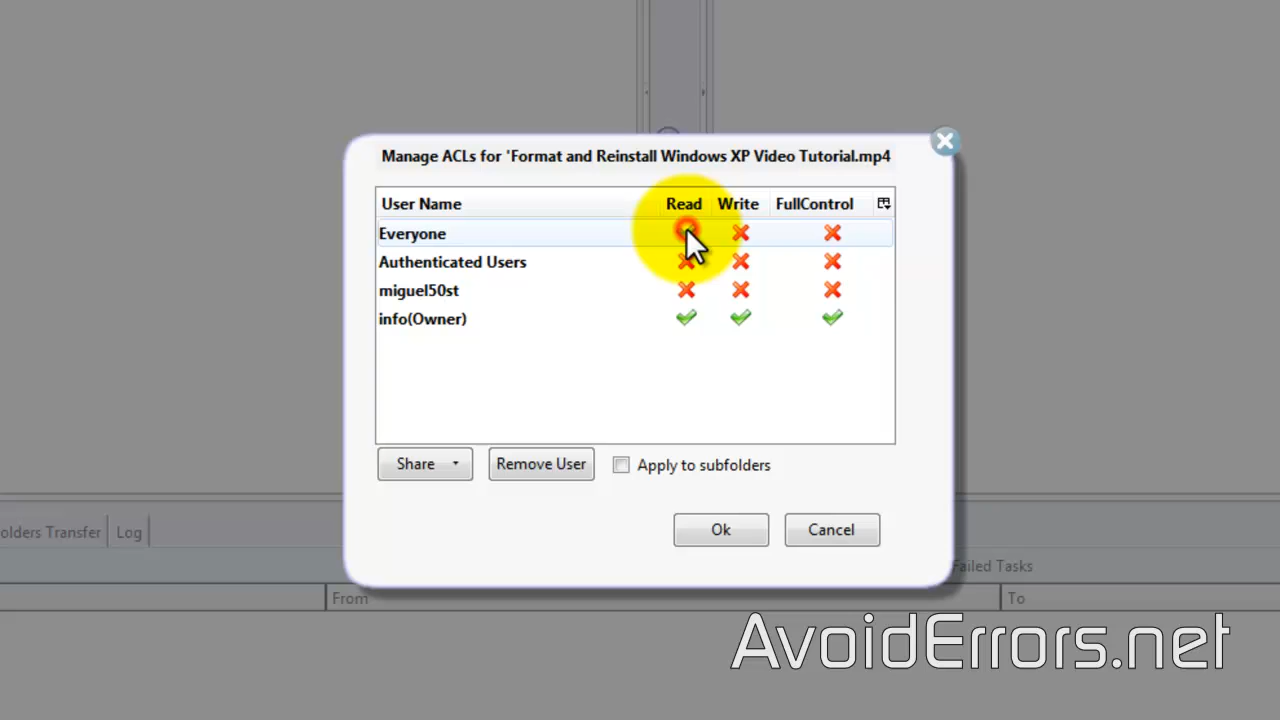 Manage ACLs for 'Format and Reinstall Windows XP Video Tutorial.mp4
User Name Read Write FullControl
Everyone
Authenticated Users
miguel50st
info(Owner)
Share Remove User Apply to subfolders
Ok Cancel
olders Transfer Log
Failed Tasks
From To
AvoidErrors.net